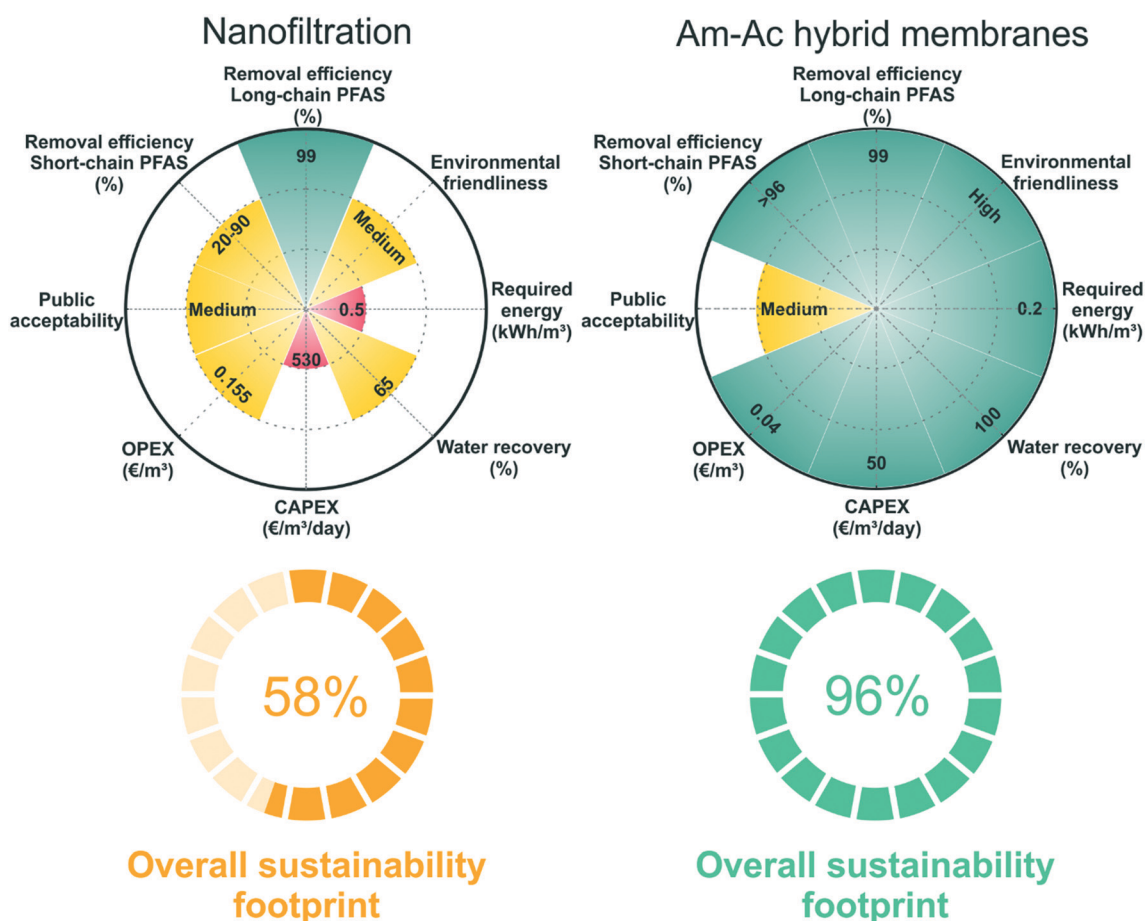 Nanofiltration
Removal efficiency
Long-chain PFAS
(%)
Removal efficiency
Short-chain PFAS
(%)
Environmental
friendliness
99
20-90
Medium
Public
acceptability
Medium
0.5
Required
energy
(kWh/m³)
530
0.155
65
OPEX
(€/m³)
Water recovery
(%)
CAPEX
(€/m³/day)
58%
Overall sustainability
footprint
Am-Ac hybrid membranes
Removal efficiency
Long-chain PFAS
(%)
Removal efficiency
Short-chain PFAS
(%)
Environmental
friendliness
99
>96
High
Public
acceptability
Medium
0.2
Required
energy
(kWh/m³)
0.04
50
100
OPEX
(€/m³)
Water recovery
(%)
CAPEX
(€/m³/day)
96%
Overall sustainability
footprint